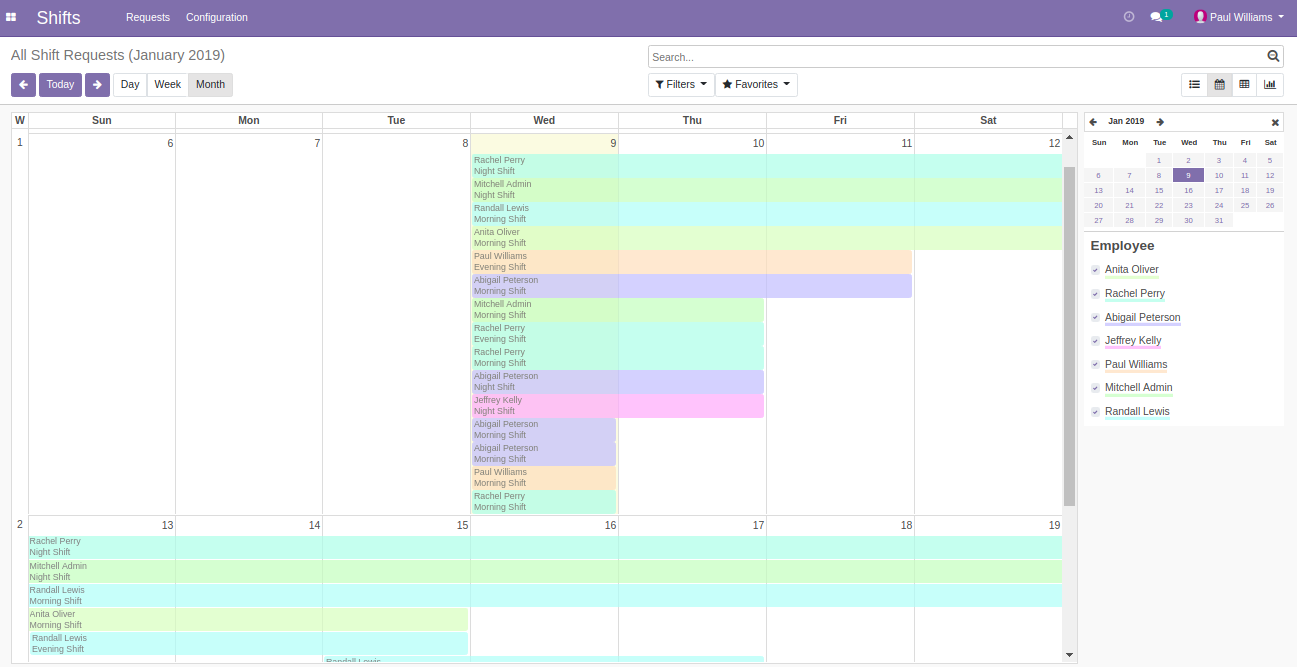 Shifts
Requests
Configuration
1
Paul Williams
All Shift Requests (January 2019)
Search...
Today
Day
Week
Month
Filters
Favorites
W Sun Mon Tue Wed Thu Fri Sat
1 6 7 8 9 10 11 12
Rachel Perry
Night Shift
Mitchell Admin
Night Shift
Randall Lewis
Morning Shift
Anita Oliver
Morning Shift
Paul Williams
Evening Shift
Abigail Peterson
Morning Shift
Mitchell Admin
Morning Shift
Rachel Perry
Evening Shift
Rachel Perry
Morning Shift
Abigail Peterson
Night Shift
Jeffrey Kelly
Night Shift
Abigail Peterson
Morning Shift
Abigail Peterson
Morning Shift
Paul Williams
Morning Shift
Rachel Perry
Morning Shift
2 13 14 15 16 17 18 19
Rachel Perry
Night Shift
Mitchell Admin
Night Shift
Randall Lewis
Morning Shift
Anita Oliver
Morning Shift
Randall Lewis
Evening Shift
Randall Lewis
Jan 2019
Sun Mon Tue Wed Thu Fri Sat
1 2 3 4 5
6 7 8 9 10 11 12
13 14 15 16 17 18 19
20 21 22 23 24 25 26
27 28 29 30 31
Employee
Anita Oliver
Rachel Perry
Abigail Peterson
Jeffrey Kelly
Paul Williams
Mitchell Admin
Randall Lewis